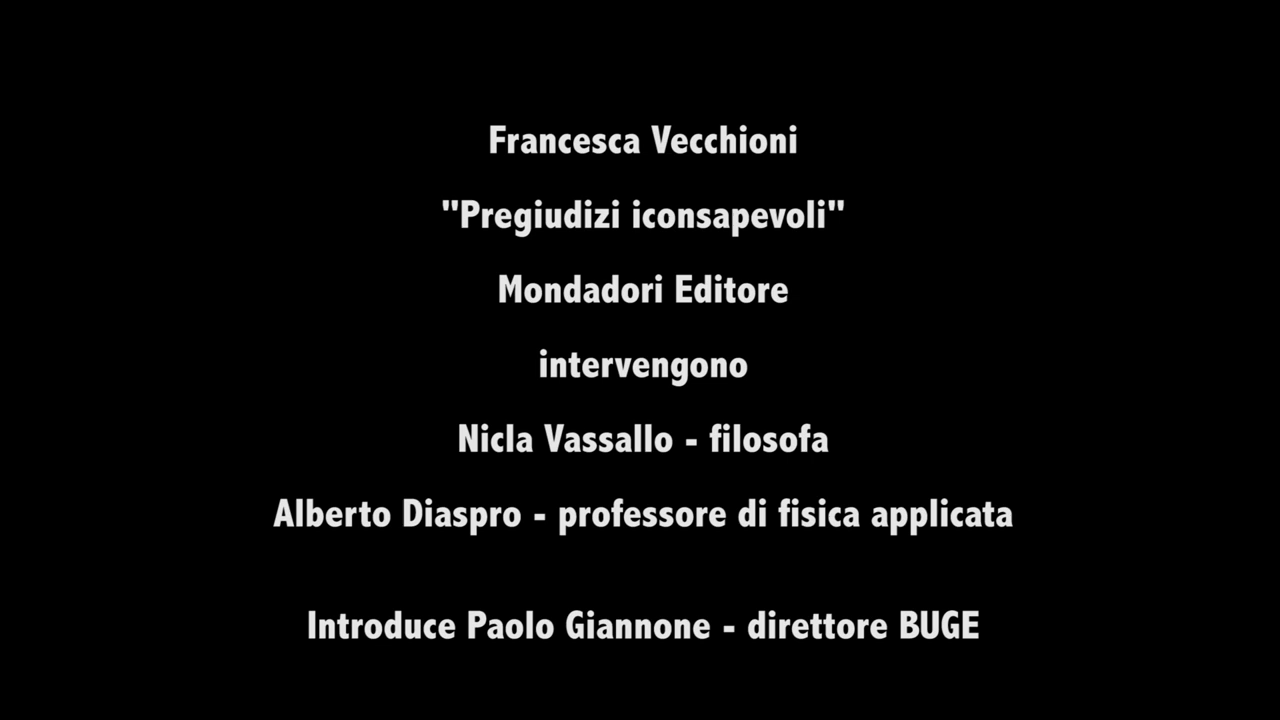 Francesca Vecchioni
"Pregiudizi iconsapevoli"
Mondadori Editore
intervengono
Nicla Vassallo - filosofa
Alberto Diaspro - professore di fisica applicata
Introduce Paolo Giannone - direttore BUGE